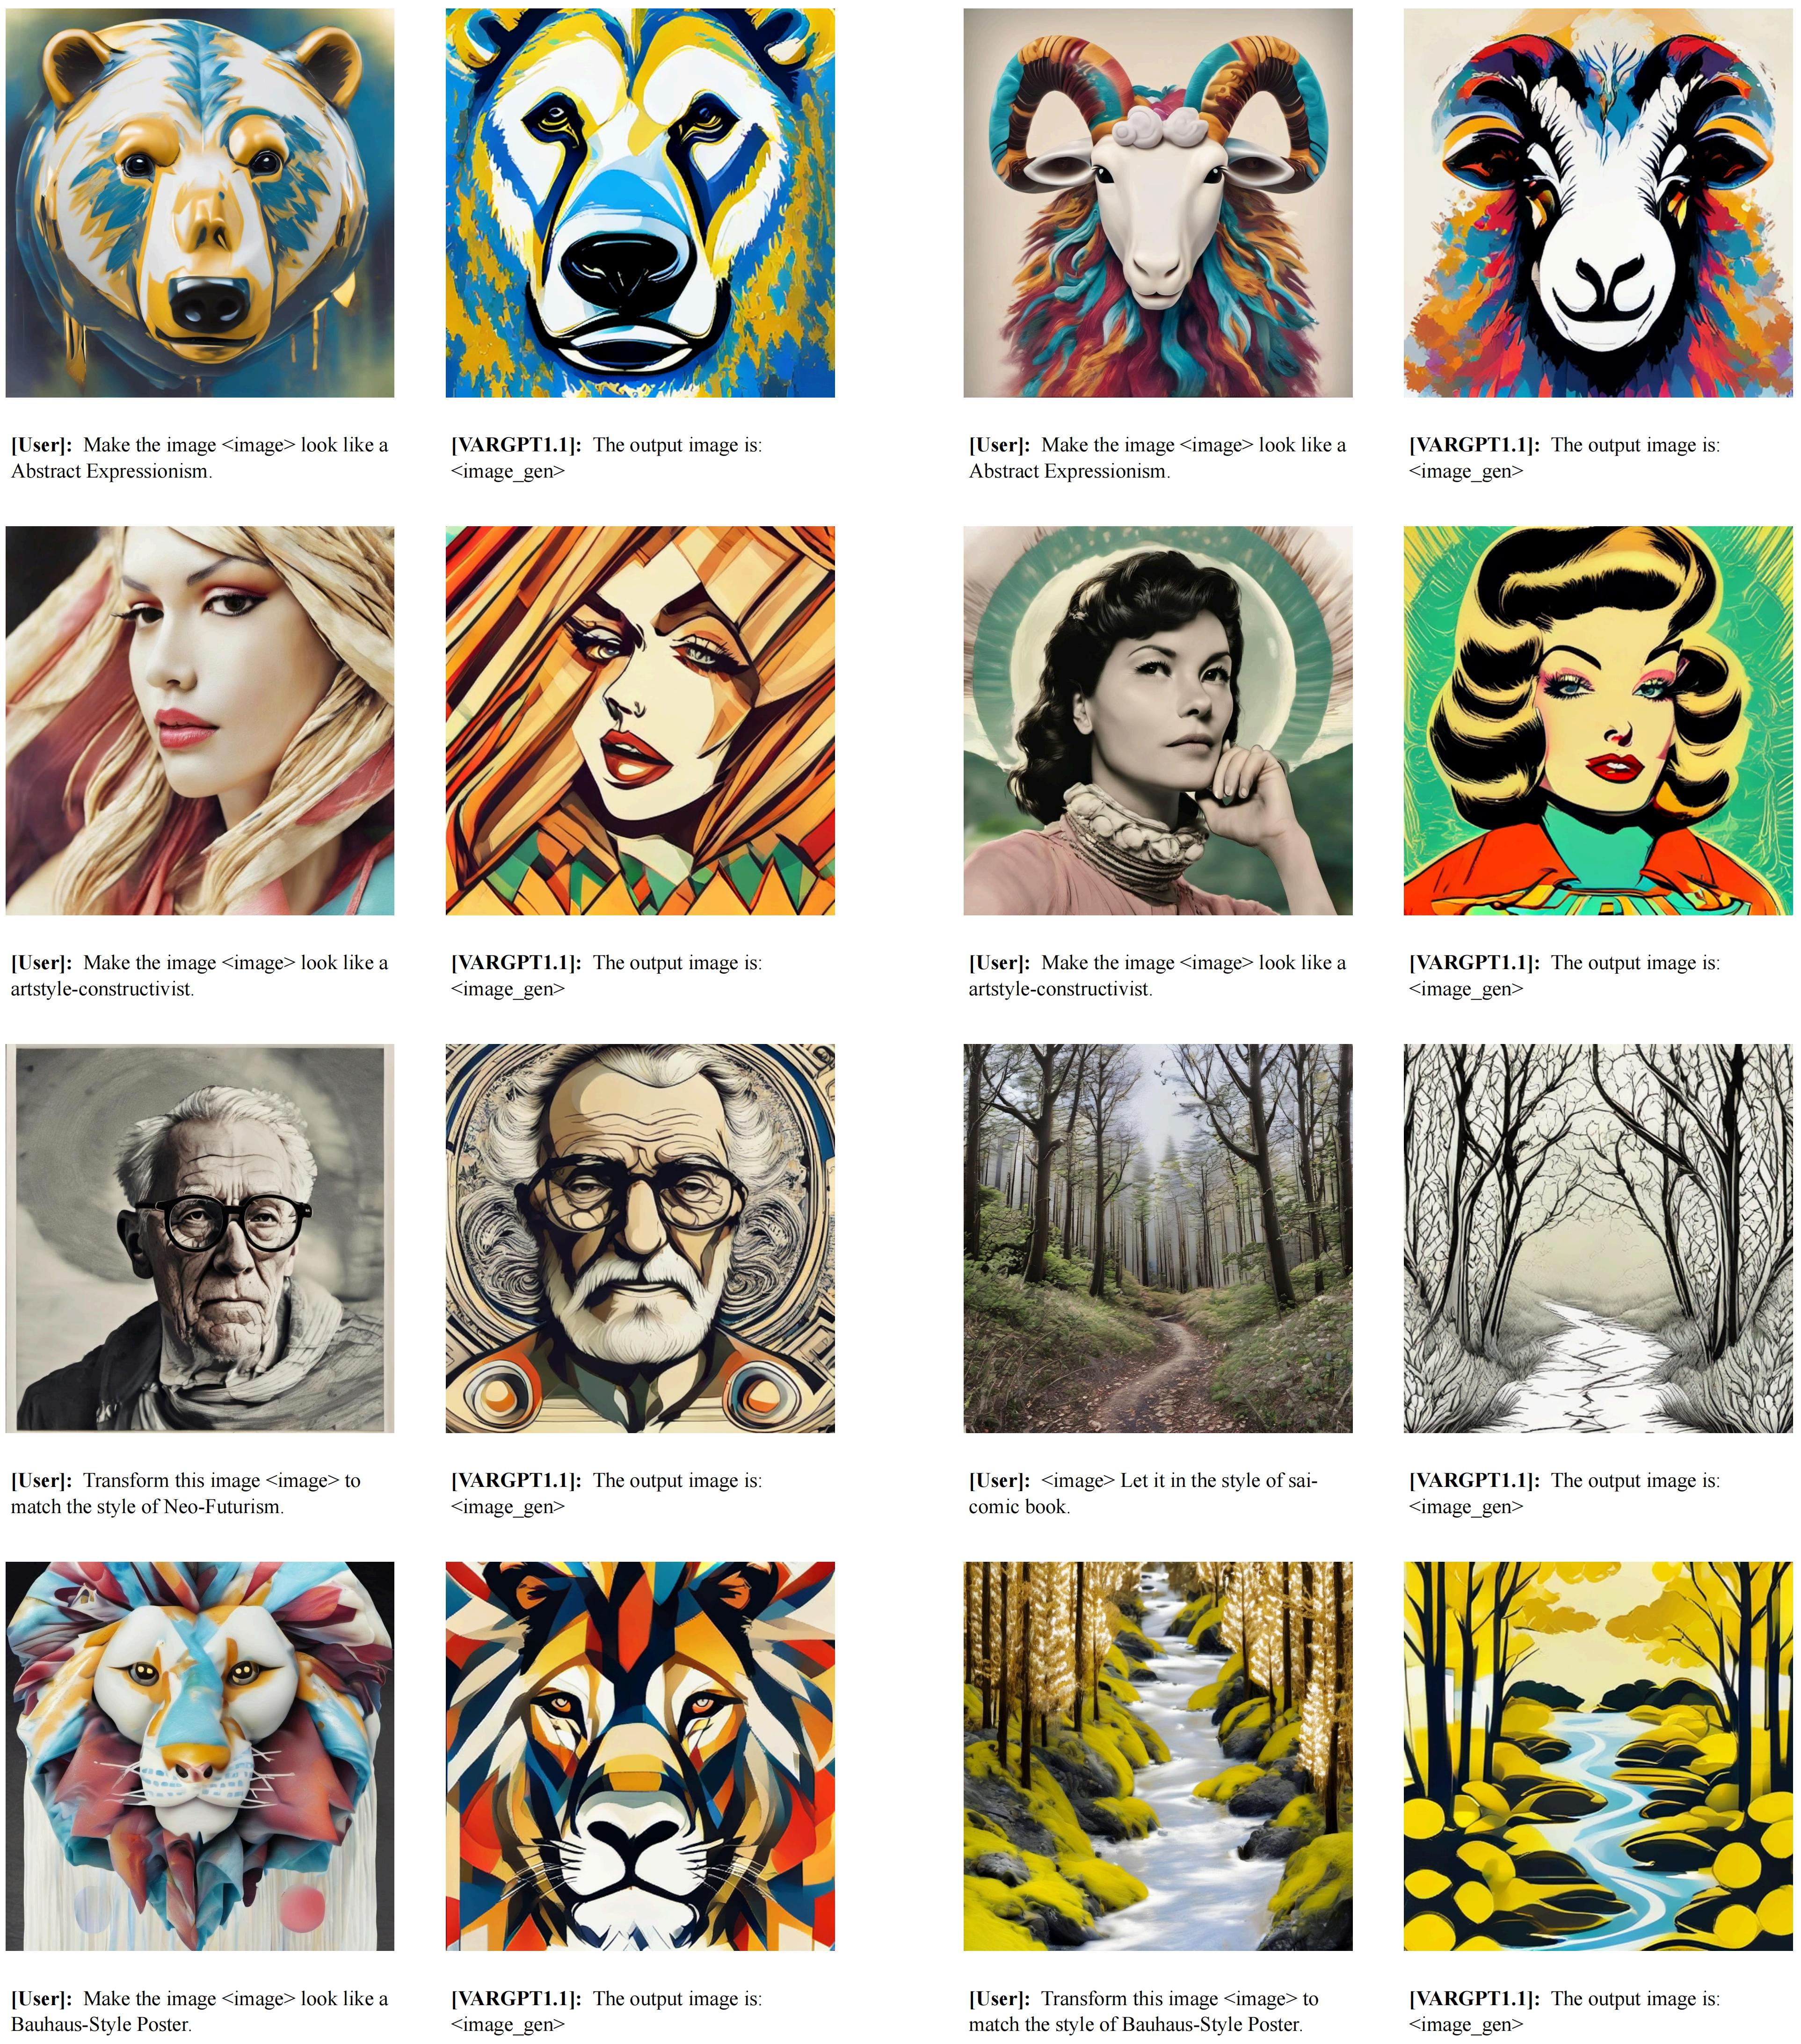 [User]: Make the image <image> look like a
Abstract Expressionism.
[VARGPT1.1]: The output image is:
<image_gen>
[User]: Make the image <image> look like a
Abstract Expressionism.
[VARGPT1.1]: The output image is:
<image_gen>
[User]: Make the image <image> look like a
artstyle-constructivist.
[VARGPT1.1]: The output image is:
<image_gen>
[User]: Make the image <image> look like a
artstyle-constructivist.
[VARGPT1.1]: The output image is:
<image_gen>
[User]: Transform this image <image> to
match the style of Neo-Futurism.
[VARGPT1.1]: The output image is:
<image_gen>
[User]: <image> Let it in the style of sai-
comic book.
[VARGPT1.1]: The output image is:
<image_gen>
[User]: Make the image <image> look like a
Bauhaus-Style Poster.
[VARGPT1.1]: The output image is:
<image_gen>
[User]: Transform this image <image> to
match the style of Bauhaus-Style Poster.
[VARGPT1.1]: The output image is:
<image_gen>